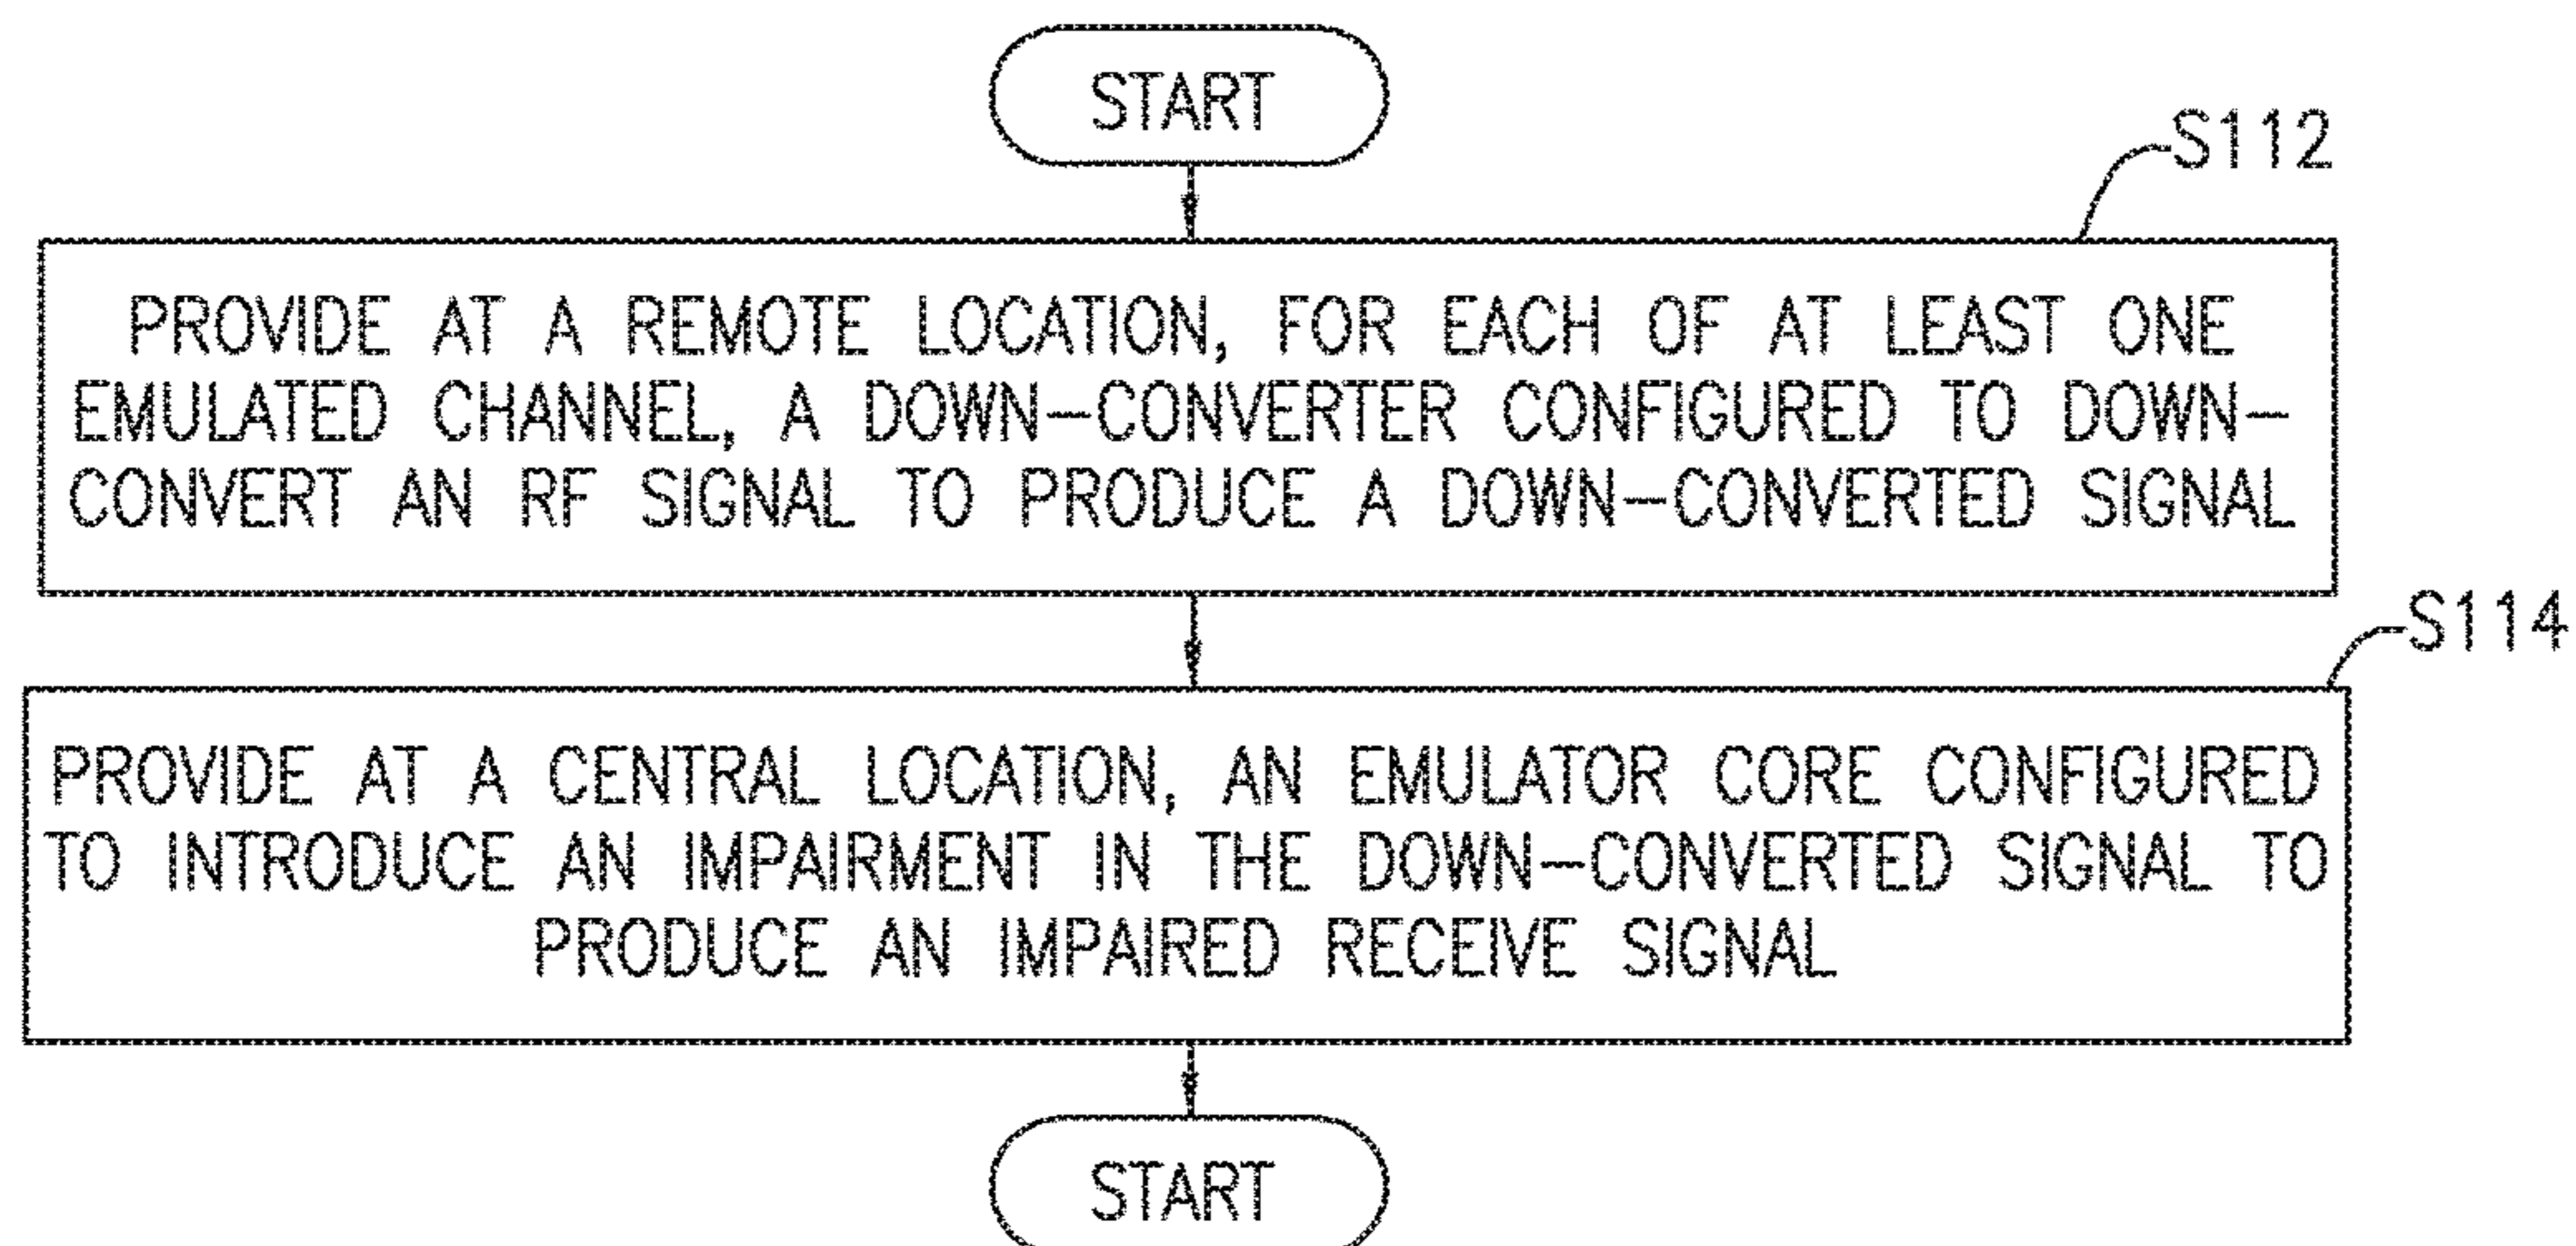 START
S112
PROVIDE AT A REMOTE LOCATION, FOR EACH OF AT LEAST ONE
EMULATED CHANNEL, A DOWN-CONVERTER CONFIGURED TO DOWN-
CONVERT AN RF SIGNAL TO PRODUCE A DOWN-CONVERTED SIGNAL
S114
PROVIDE AT A CENTRAL LOCATION, AN EMULATOR CORE CONFIGURED
TO INTRODUCE AN IMPAIRMENT IN THE DOWN-CONVERTED SIGNAL TO
PRODUCE AN IMPAIRED RECEIVE SIGNAL
START